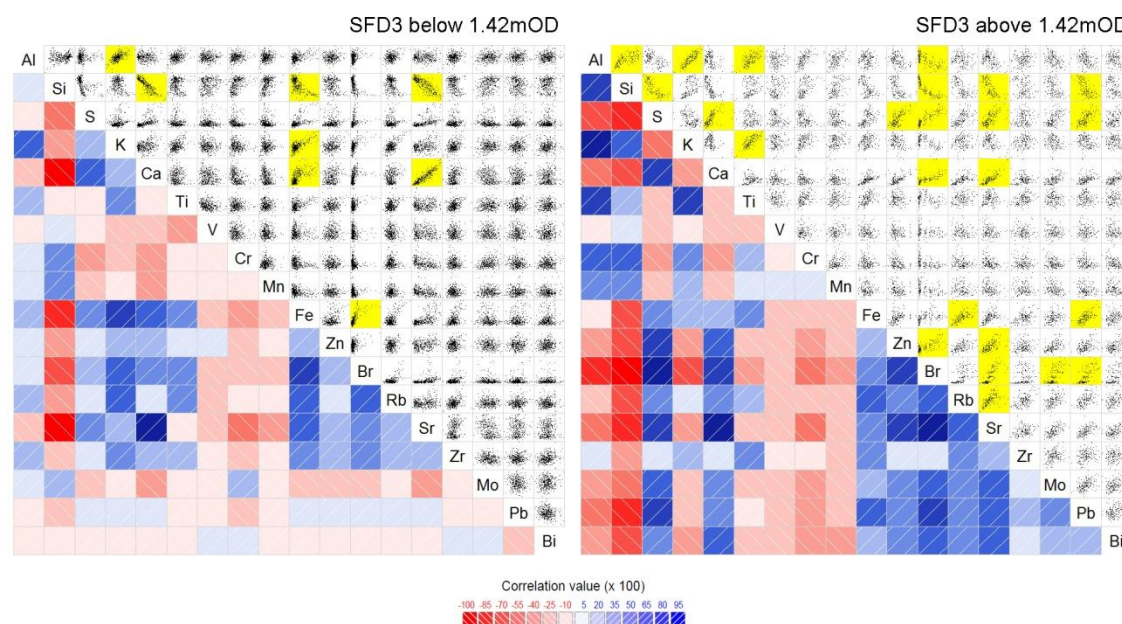 SFD3 below 1.42mOD
SFD3 above 1.42mOD
Al
Si
S
K
Ca
Ti
V
Cr
Mn
Fe
Zn
Br
Rb
Sr
Zr
Mo
Pb
Bi
Al
Si
S
K
Ca
Ti
V
Cr
Mn
Fe
Zn
Br
Rb
Sr
Zr
Mo
Pb
Bi
Correlation value (x 100)
-100 -85 -70 -55 -40 -25 -10 5 20 35 50 65 80 95